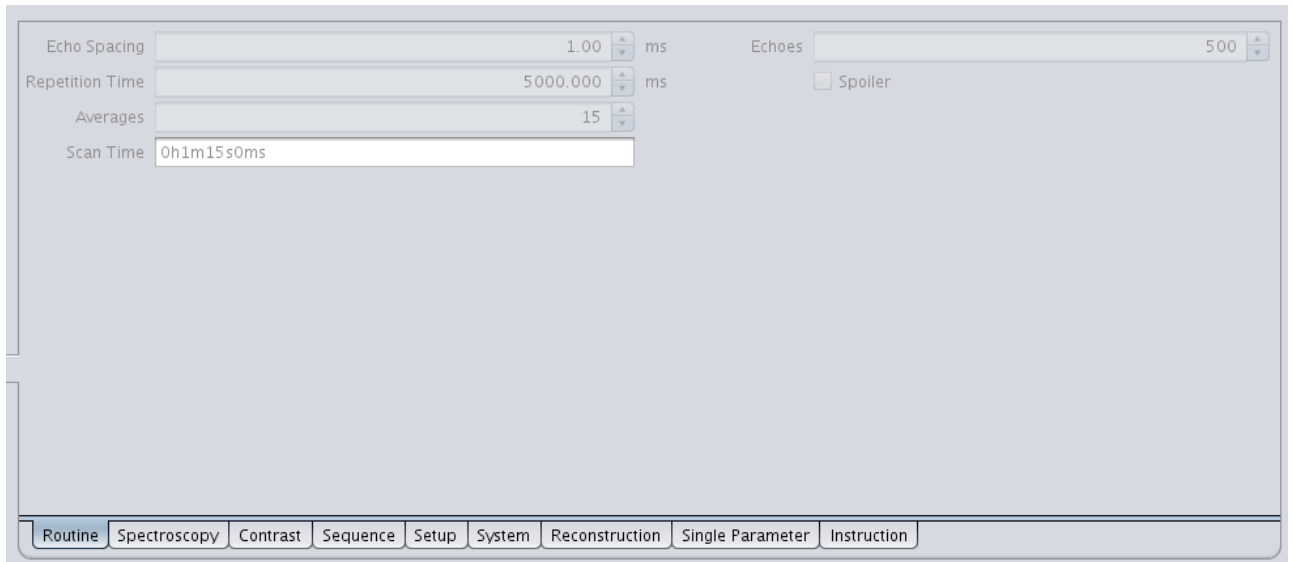 Echo Spacing 1.00 ms Echoes 500
Repetition Time 5000.000 ms Spoiler
Averages 15
Scan Time 0h1m15s0ms
Routine Spectroscopy Contrast Sequence Setup System Reconstruction Single Parameter Instruction